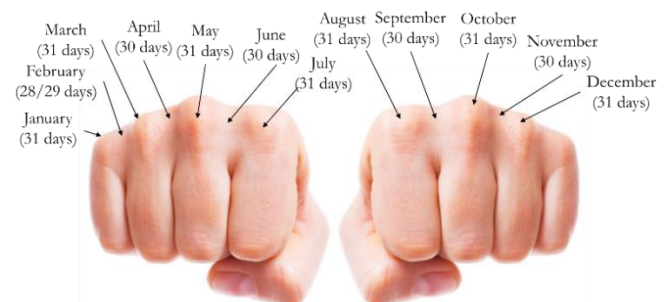 January
(31 days)
February
(28/29 days)
March
(31 days)
April
(30 days)
May
(31 days)
June
(30 days)
July
(31 days)
August
(31 days)
September
(30 days)
October
(31 days)
November
(30 days)
December
(31 days)